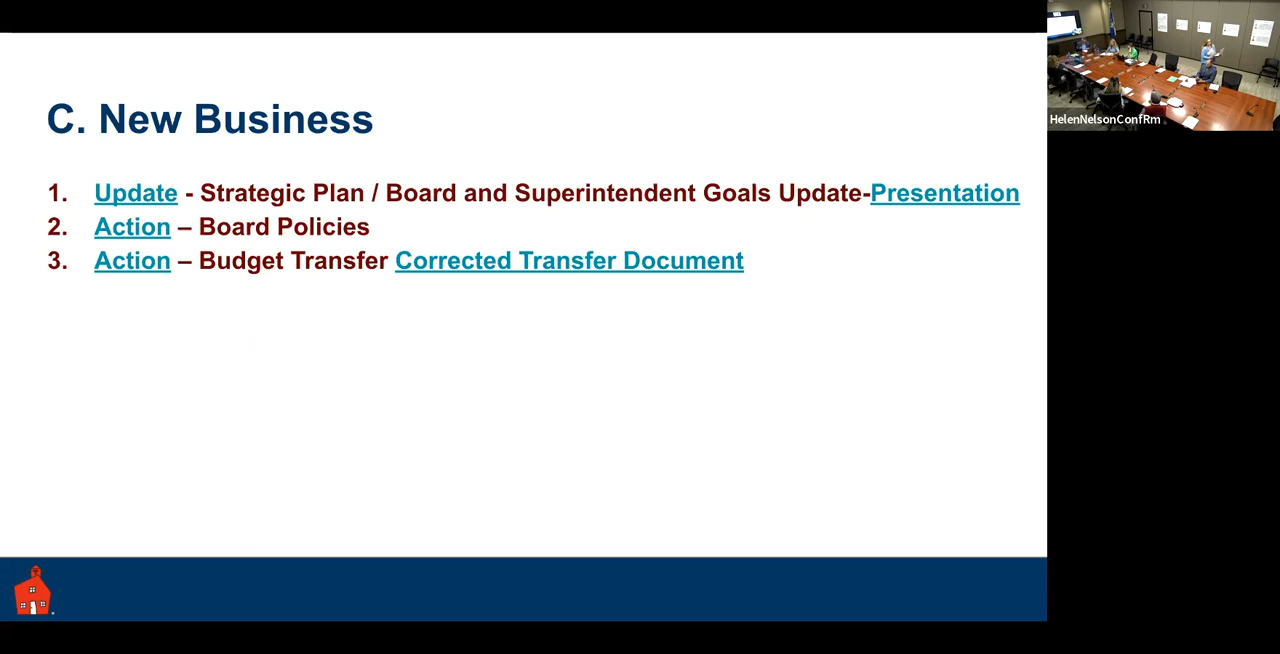 C. New Business
1. Update - Strategic Plan / Board and Superintendent Goals Update-Presentation
2. Action – Board Policies
3. Action – Budget Transfer Corrected Transfer Document
HelenNelsonConfRm